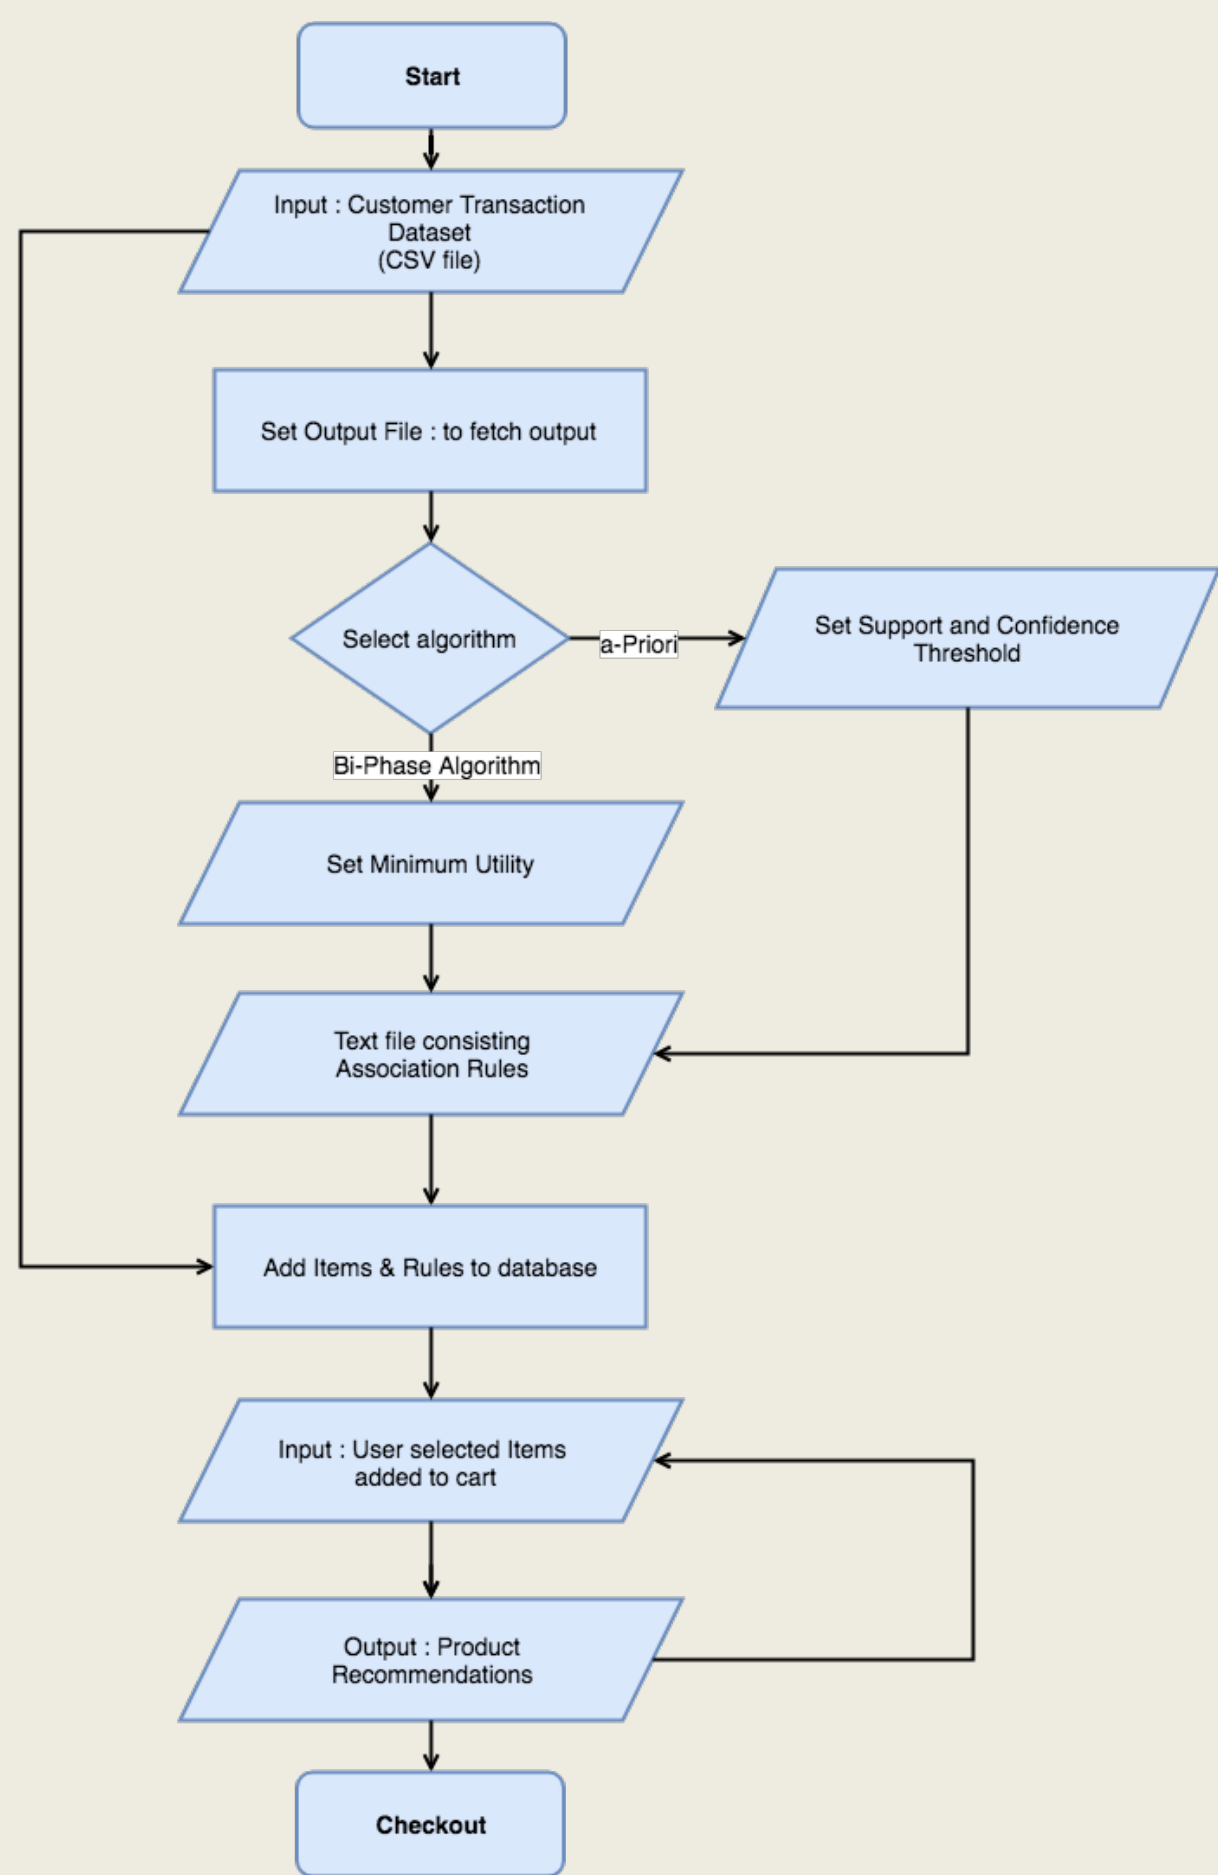 Start
Input : Customer Transaction
Dataset
(CSV file)
Set Output File : to fetch output
Select algorithm
a-Priori
Set Support and Confidence
Threshold
Bi-Phase Algorithm
Set Minimum Utility
Text file consisting
Association Rules
Add Items & Rules to database
Input : User selected Items
added to cart
Output : Product
Recommendations
Checkout